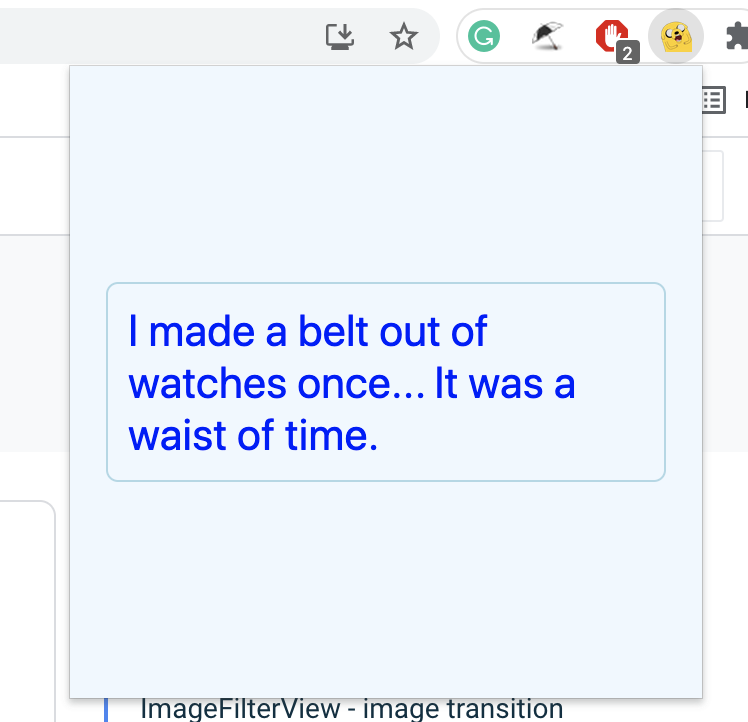 2
I made a belt out of
watches once... It was a
waist of time.
ImageFilterView - image transition